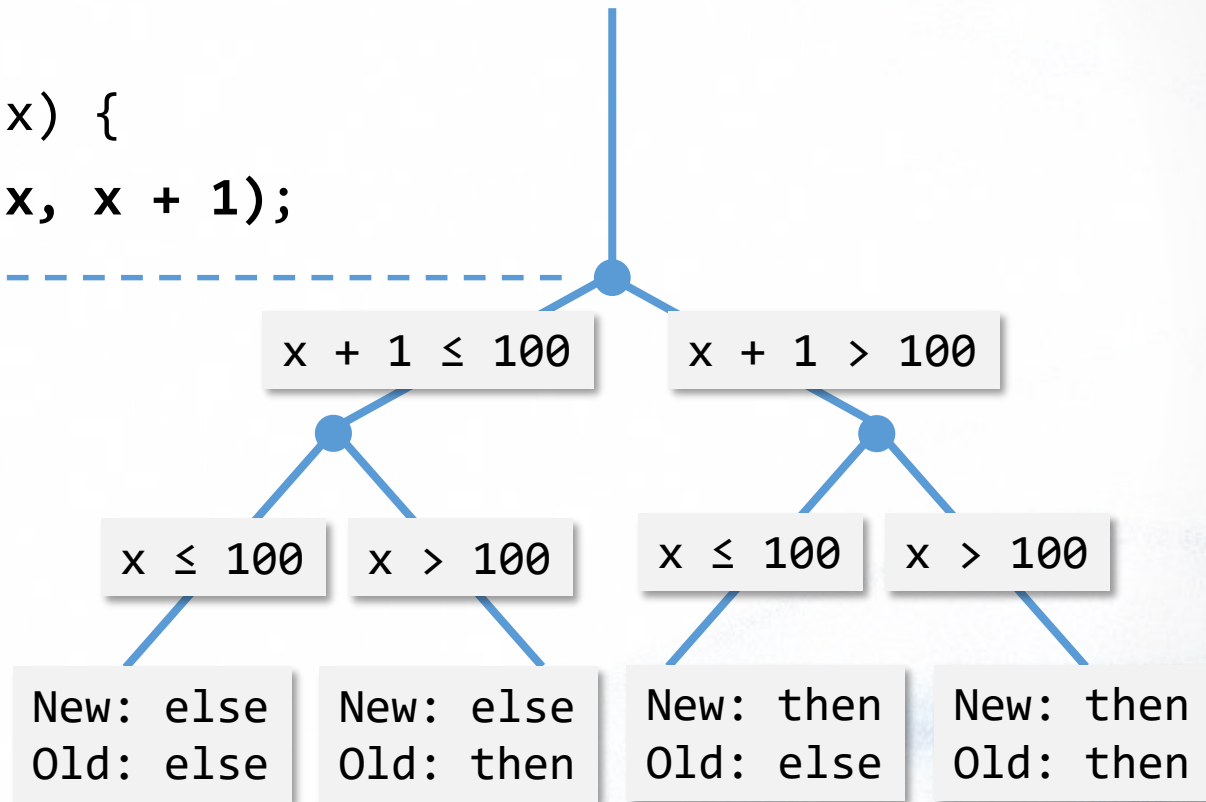 x) {
x, x + 1);
x + 1 ≤ 100
x + 1 > 100
x ≤ 100
x > 100
x ≤ 100
x > 100
New: else
Old: else
New: else
Old: then
New: then
Old: else
New: then
Old: then